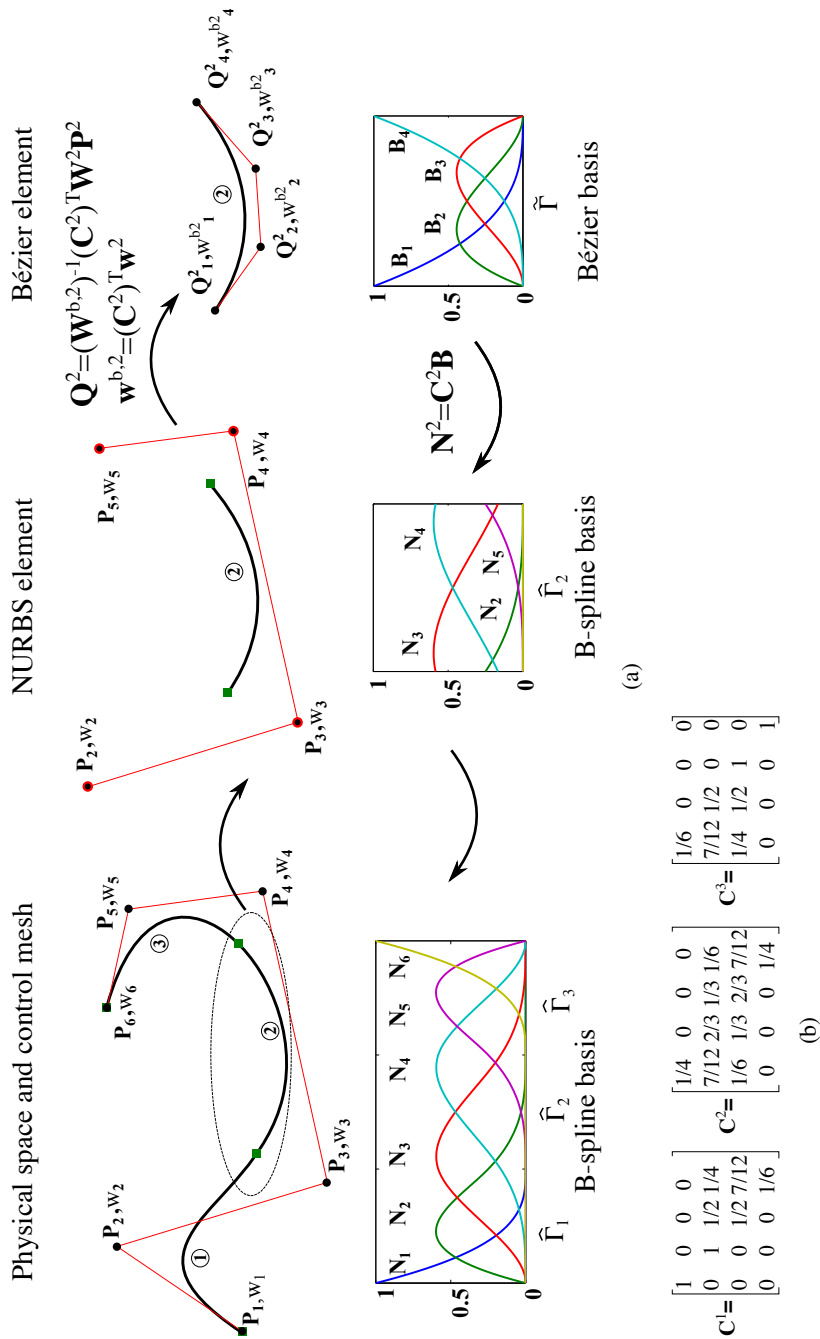 Physical space and control mesh
P1,w1
P2,w2
P3,w3
P4,w4
P5,w5
P6,w6
①
②
③
NURBS element
P2,w2
P3,w3
P4,w4
P5,w5
②
Bézier element
Q²=(W^b,2)^-1(C²)^T W²P²
w^b,2=(C²)^T w²
Q²1,w^b2 1
Q²2,w^b2 2
Q²3,w^b2 3
Q²4,w^b2 4
②
1
0.5
0
N1
N2
N3
N4
N5
N6
Γ̂1
Γ̂2
Γ̂3
B-spline basis
1
0.5
0
N3
N2
N4
N5
Γ̂2
B-spline basis
N²=C²B
1
0.5
0
B1
B2
B3
B4
Γ̃
Bézier basis
(a)
C¹=
1 0 0 0
0 1 1/2 1/4
0 0 1/2 7/12
0 0 0 1/6
C²=
1/4 0 0 0
7/12 2/3 1/3 1/6
1/6 1/3 2/3 7/12
0 0 0 1/4
C³=
1/6 0 0 0
7/12 1/2 0 0
1/4 1/2 1 0
0 0 0 1
(b)